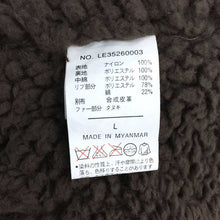 NO. LE35260003
表地 ナイロン 100%
裏地 ポリエステル 100%
中綿 ポリエステル 100%
リブ部分 ポリエステル 78%
綿 22%
別布 合成皮革
ファー部分 タヌキ
L
MADE IN MYANMAR